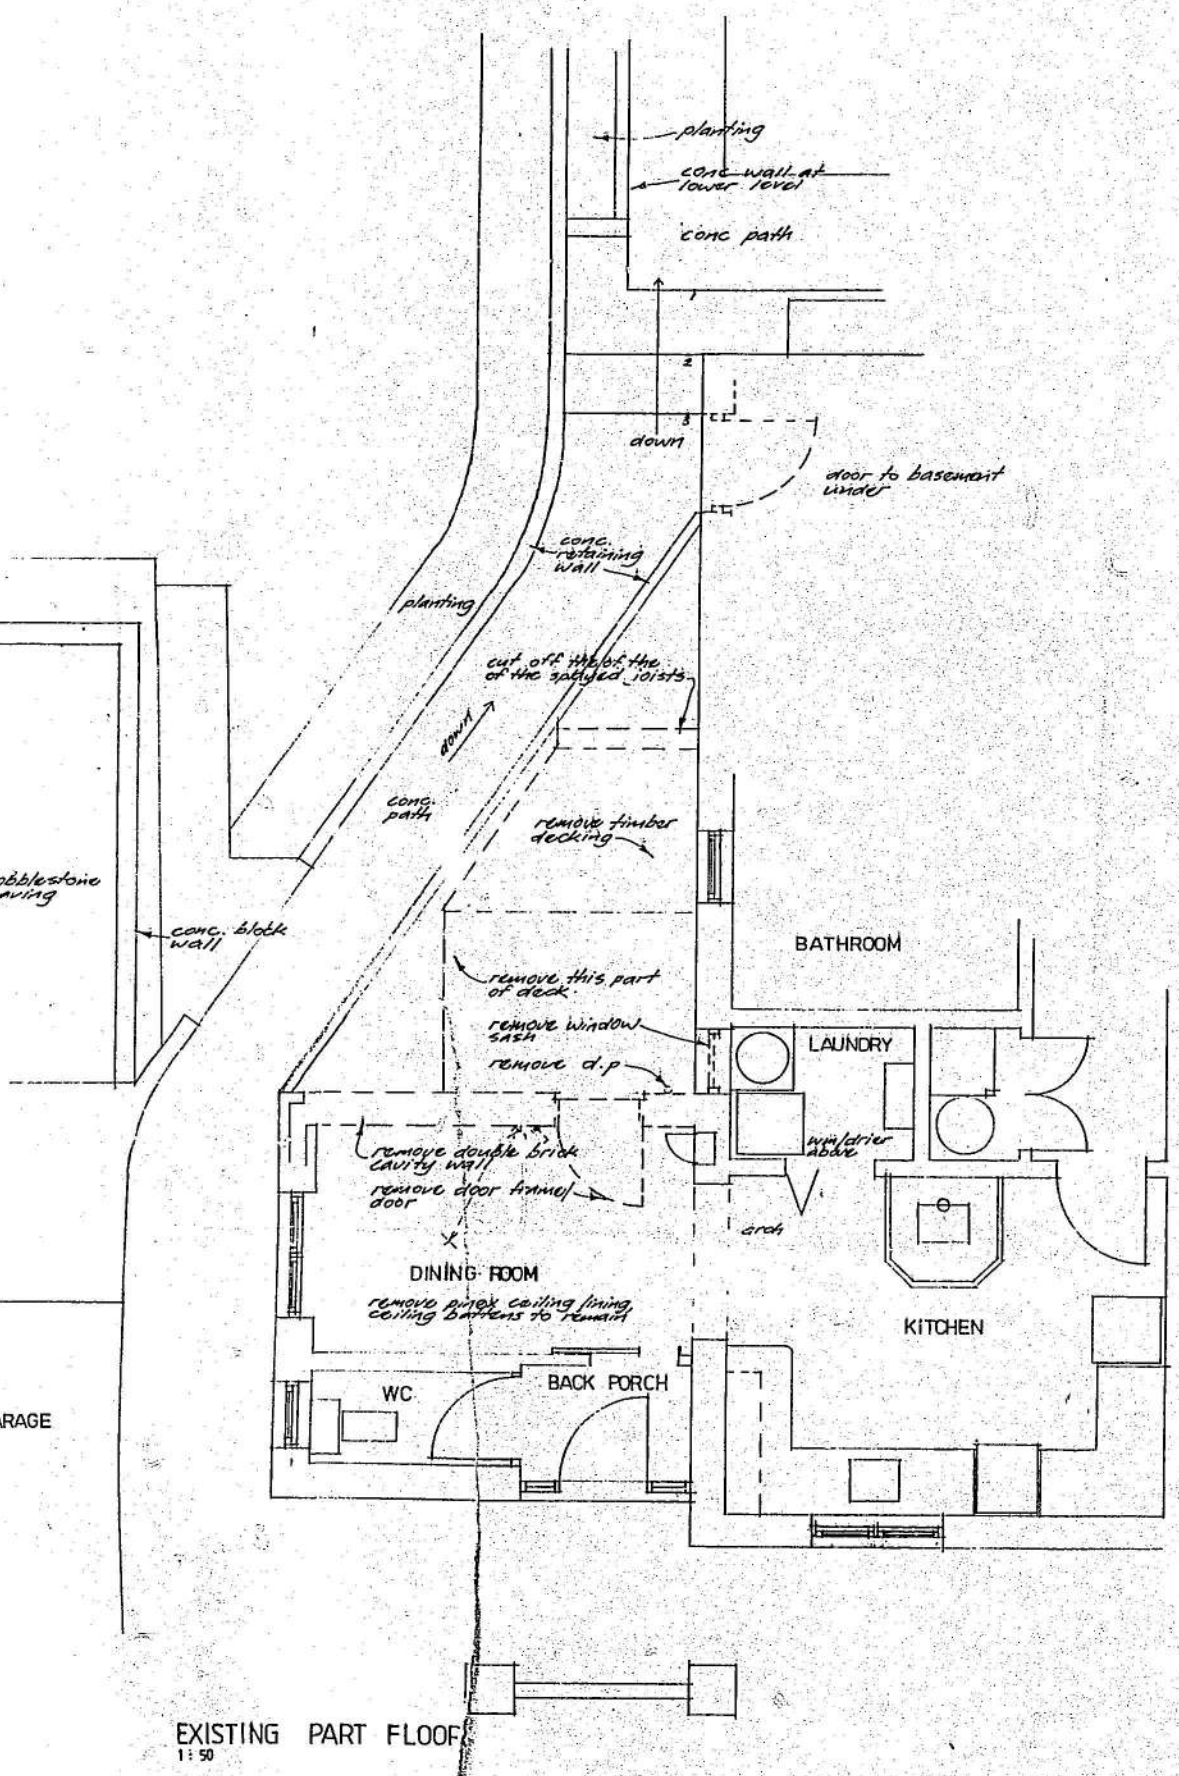 planting
conc wall at
lower level
conc path
1
2
3
down
door to basement
under
conc.
retaining
wall
planting
cut off the of the
of the splayed joists
down
conc.
path
remove timber
decking
obblestone
aving
conc. block
wall
BATHROOM
remove this part
of deck.
remove window
sash
LAUNDRY
remove d.p
wm/drier
above
remove double brick
cavity wall
remove door frame/
door
arch
DINING ROOM
remove pinex ceiling lining,
ceiling battens to remain
KITCHEN
BACK PORCH
WC
ARAGE
EXISTING PART FLOOR
1:50